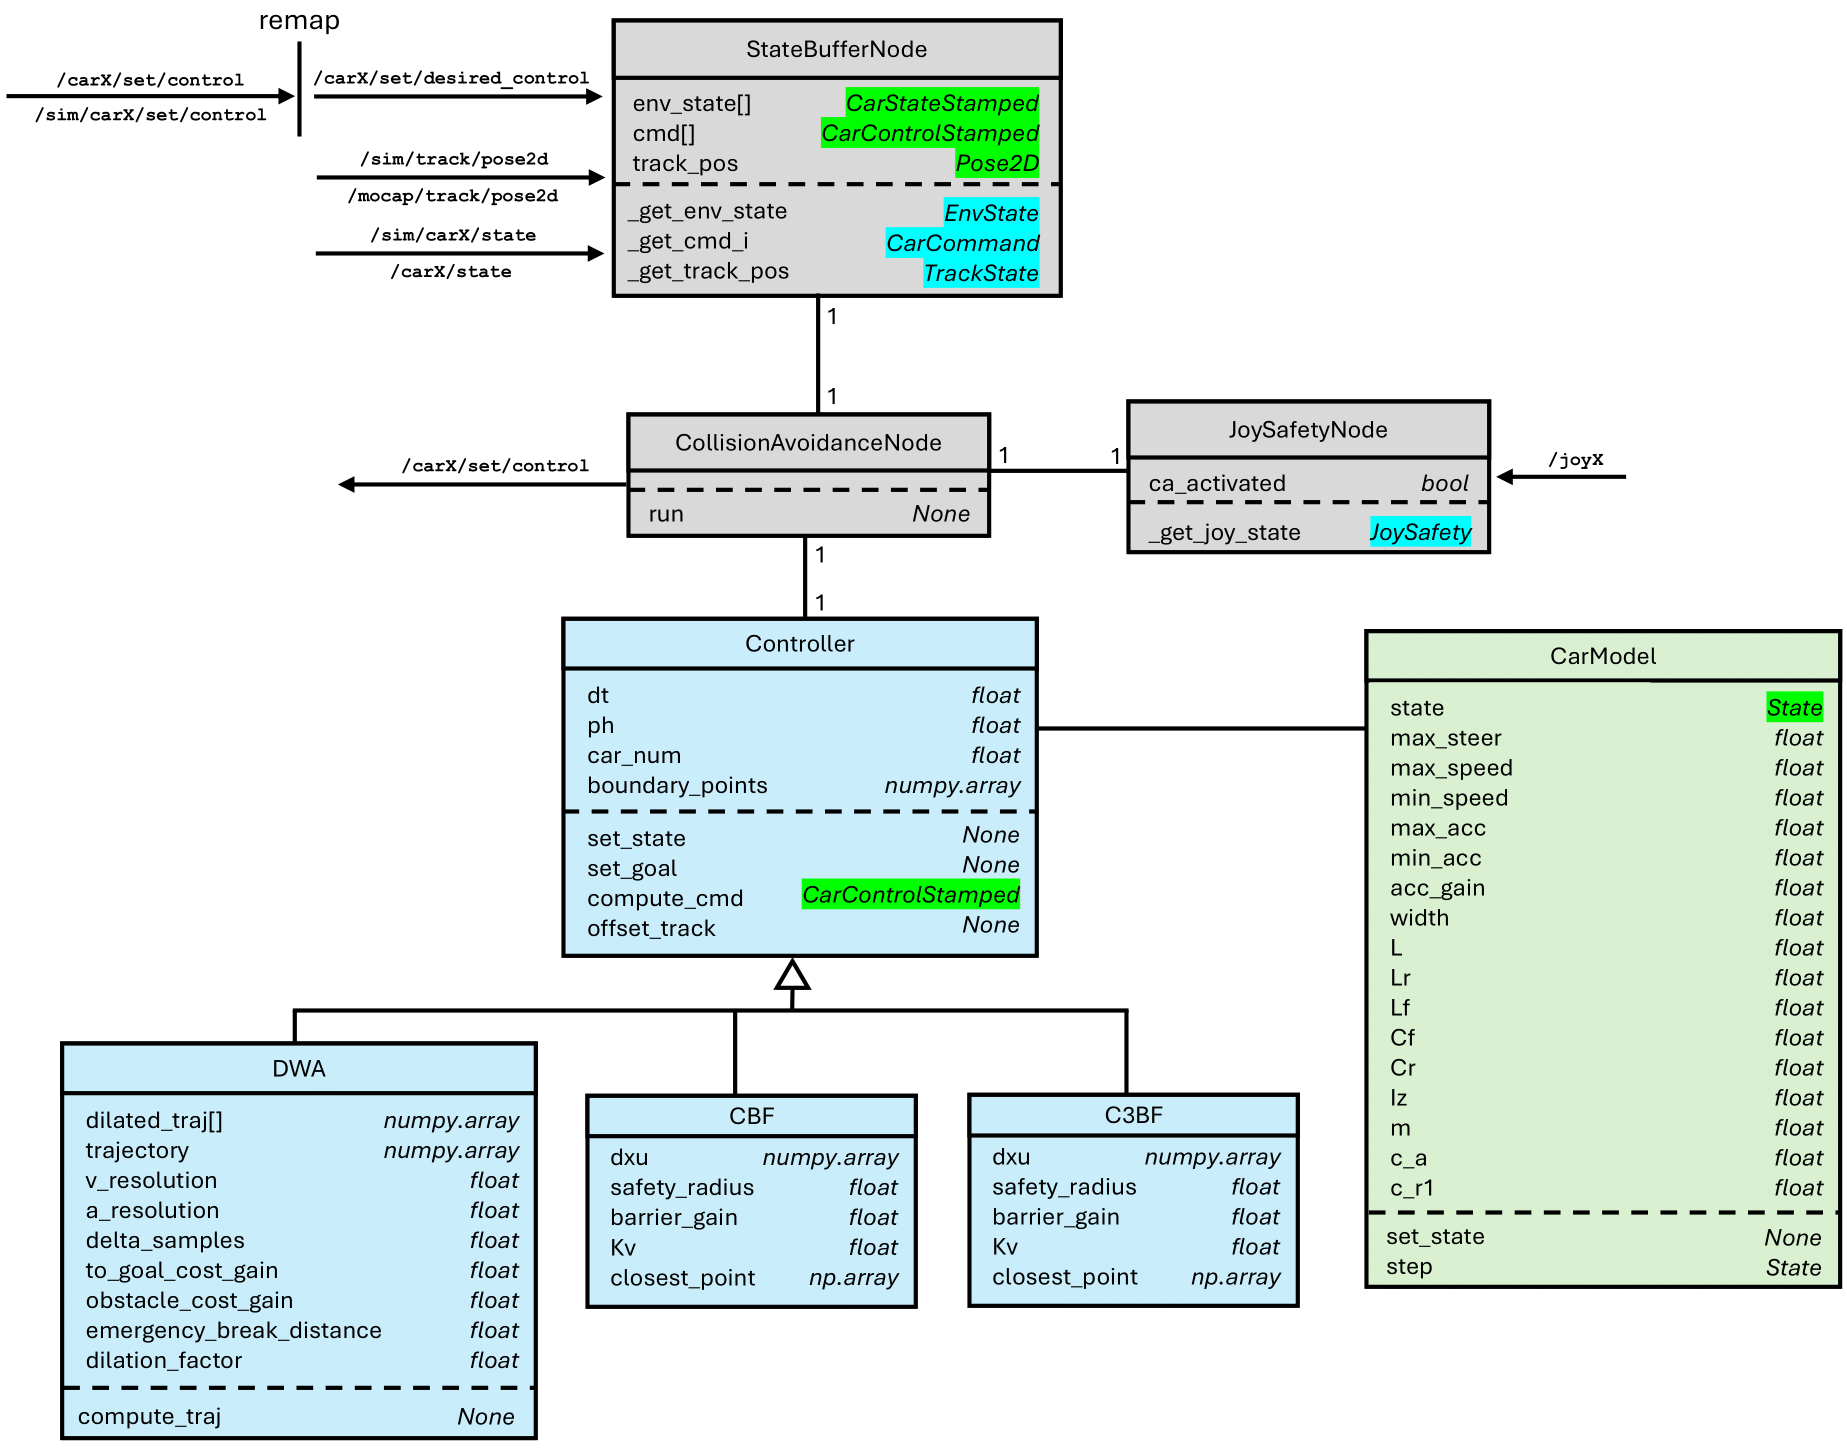 remap
/carX/set/control
/sim/carX/set/control
/carX/set/desired_control
/sim/track/pose2d
/mocap/track/pose2d
/sim/carX/state
/carX/state
StateBufferNode
env_state[] CarStateStamped
cmd[] CarControlStamped
track_pos Pose2D
_get_env_state EnvState
_get_cmd_i CarCommand
_get_track_pos TrackState
1
1
CollisionAvoidanceNode
run None
/carX/set/control
1
1
JoySafetyNode
ca_activated bool
_get_joy_state JoySafety
/joyX
1
1
Controller
dt float
ph float
car_num float
boundary_points numpy.array
set_state None
set_goal None
compute_cmd CarControlStamped
offset_track None
CarModel
state State
max_steer float
max_speed float
min_speed float
max_acc float
min_acc float
acc_gain float
width float
L float
Lr float
Lf float
Cf float
Cr float
Iz float
m float
c_a float
c_r1 float
set_state None
step State
DWA
dilated_traj[] numpy.array
trajectory numpy.array
v_resolution float
a_resolution float
delta_samples float
to_goal_cost_gain float
obstacle_cost_gain float
emergency_break_distance float
dilation_factor float
compute_traj None
CBF
dxu numpy.array
safety_radius float
barrier_gain float
Kv float
closest_point np.array
C3BF
dxu numpy.array
safety_radius float
barrier_gain float
Kv float
closest_point np.array